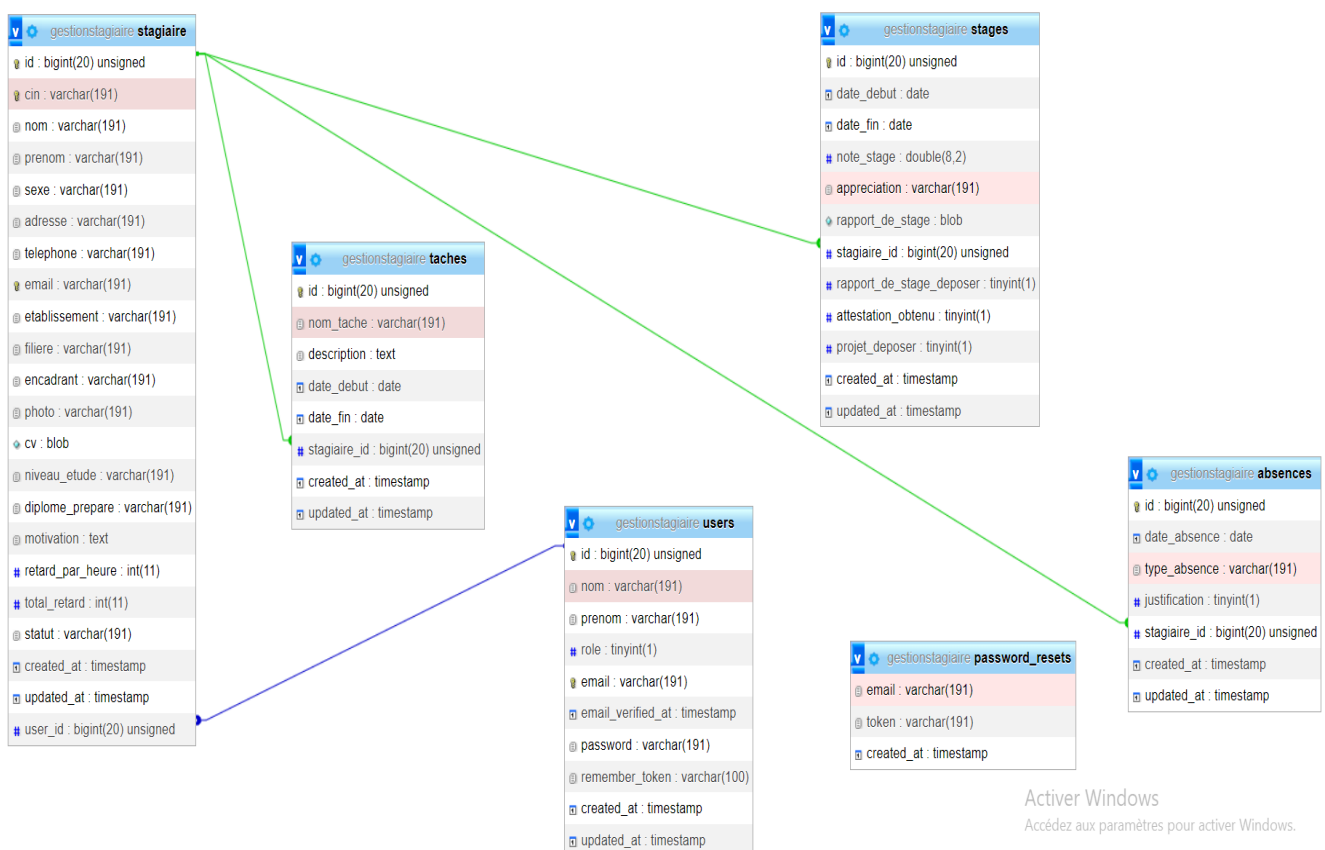 gestionstagiaire stagiaire
id : bigint(20) unsigned
cin : varchar(191)
nom : varchar(191)
prenom : varchar(191)
sexe : varchar(191)
adresse : varchar(191)
telephone : varchar(191)
email : varchar(191)
etablissement : varchar(191)
filiere : varchar(191)
encadrant : varchar(191)
photo : varchar(191)
cv : blob
niveau_etude : varchar(191)
diplome_prepare : varchar(191)
motivation : text
retard_par_heure : int(11)
total_retard : int(11)
statut : varchar(191)
created_at : timestamp
updated_at : timestamp
user_id : bigint(20) unsigned
gestionstagiaire taches
id : bigint(20) unsigned
nom_tache : varchar(191)
description : text
date_debut : date
date_fin : date
stagiaire_id : bigint(20) unsigned
created_at : timestamp
updated_at : timestamp
gestionstagiaire users
id : bigint(20) unsigned
nom : varchar(191)
prenom : varchar(191)
role : tinyint(1)
email : varchar(191)
email_verified_at : timestamp
password : varchar(191)
remember_token : varchar(100)
created_at : timestamp
updated_at : timestamp
gestionstagiaire stages
id : bigint(20) unsigned
date_debut : date
date_fin : date
note_stage : double(8,2)
appreciation : varchar(191)
rapport_de_stage : blob
stagiaire_id : bigint(20) unsigned
rapport_de_stage_deposer : tinyint(1)
attestation_obtenu : tinyint(1)
projet_deposer : tinyint(1)
created_at : timestamp
updated_at : timestamp
gestionstagiaire password_resets
email : varchar(191)
token : varchar(191)
created_at : timestamp
gestionstagiaire absences
id : bigint(20) unsigned
date_absence : date
type_absence : varchar(191)
justification : tinyint(1)
stagiaire_id : bigint(20) unsigned
created_at : timestamp
updated_at : timestamp
Activer Windows
Accédez aux paramètres pour activer Windows.